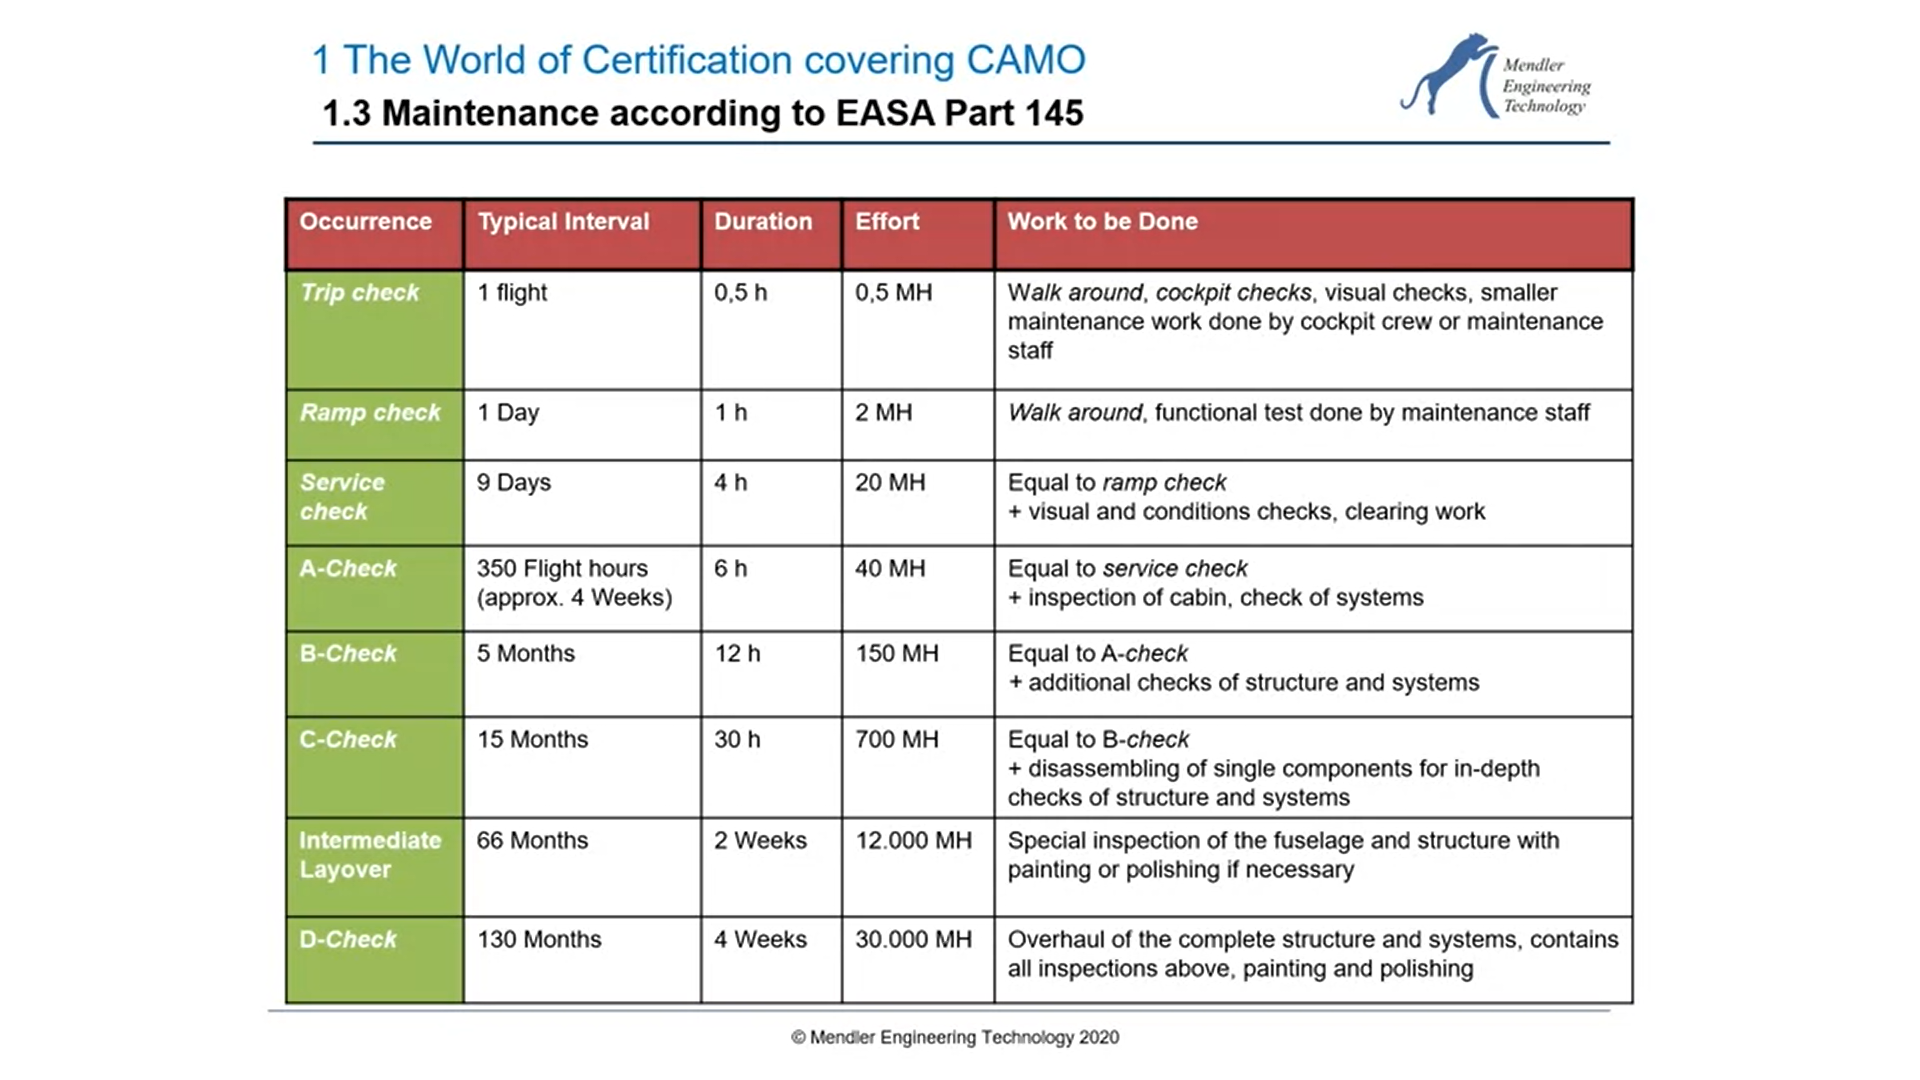 1 The World of Certification covering CAMO
1.3 Maintenance according to EASA Part 145
Mendler
Engineering
Technology
Occurrence Typical Interval Duration Effort Work to be Done
Trip check 1 flight 0,5 h 0,5 MH Walk around, cockpit checks, visual checks, smaller
maintenance work done by cockpit crew or maintenance
staff
Ramp check 1 Day 1 h 2 MH Walk around, functional test done by maintenance staff
Service 9 Days 4 h 20 MH Equal to ramp check
check + visual and conditions checks, clearing work
A-Check 350 Flight hours 6 h 40 MH Equal to service check
(approx. 4 Weeks) + inspection of cabin, check of systems
B-Check 5 Months 12 h 150 MH Equal to A-check
+ additional checks of structure and systems
C-Check 15 Months 30 h 700 MH Equal to B-check
+ disassembling of single components for in-depth
checks of structure and systems
Intermediate 66 Months 2 Weeks 12.000 MH Special inspection of the fuselage and structure with
Layover painting or polishing if necessary
D-Check 130 Months 4 Weeks 30.000 MH Overhaul of the complete structure and systems, contains
all inspections above, painting and polishing
© Mendler Engineering Technology 2020